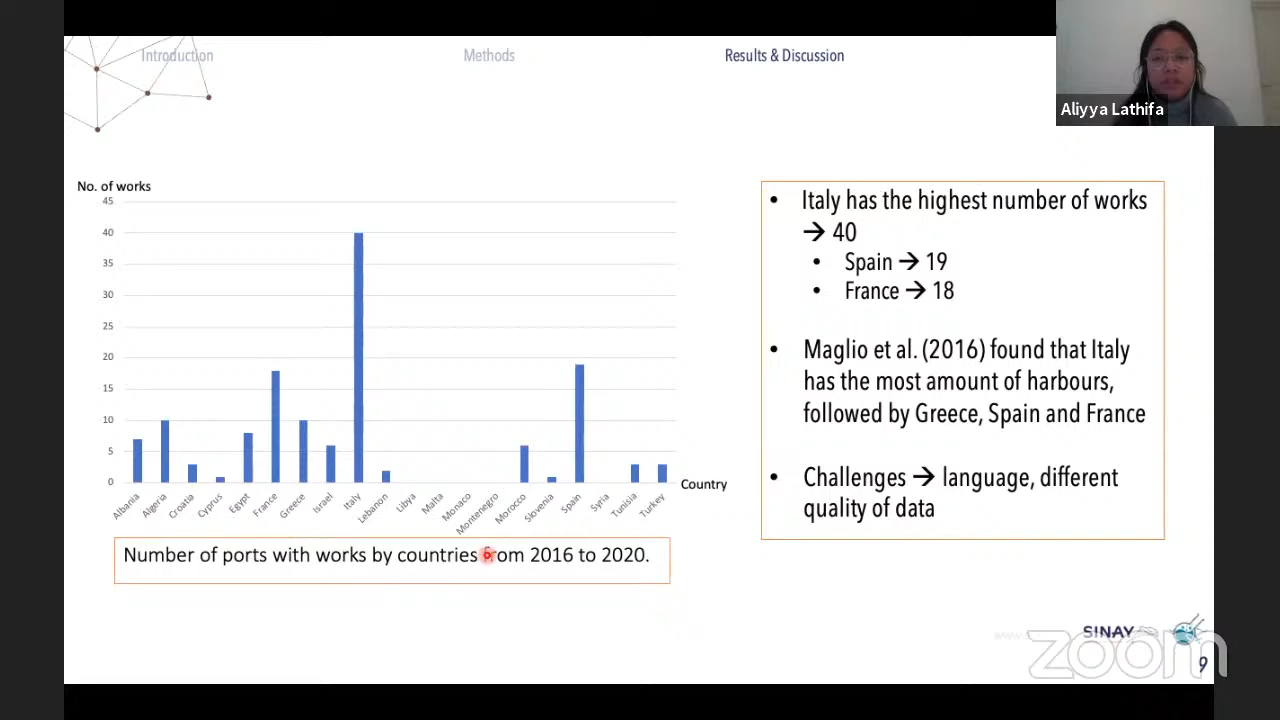 Introduction
Methods
Results & Discussion
Aliyya Lathifa
No. of works
45
40
35
30
25
20
15
10
5
0
Albania
Algeria
Croatia
Cyprus
Egypt
France
Greece
Israel
Italy
Lebanon
Libya
Malta
Monaco
Montenegro
Morocco
Slovenia
Spain
Syria
Tunisia
Turkey
Country
Number of ports with works by countries from 2016 to 2020.
• Italy has the highest number of works
→ 40
• Spain → 19
• France → 18
• Maglio et al. (2016) found that Italy
has the most amount of harbours,
followed by Greece, Spain and France
• Challenges → language, different
quality of data
SINAY
zoom
9